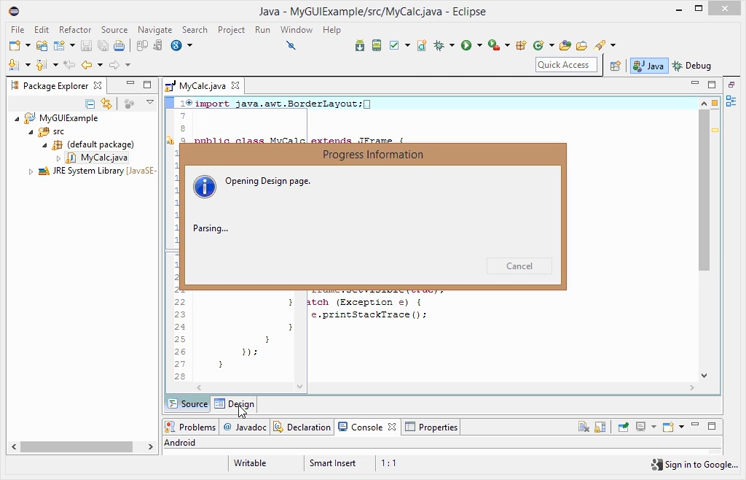 Java - MyGUIExample/src/MyCalc.java - Eclipse
File Edit Refactor Source Navigate Search Project Run Window Help
Quick Access
Java
Debug
Package Explorer
MyGUIExample
src
(default package)
MyCalc.java
JRE System Library [JavaSE-
MyCalc.java
1 import java.awt.BorderLayout;
7
8
9 public class MyCalc extends JFrame {
Progress Information
Opening Design page.
Parsing...
Cancel
22 } catch (Exception e) {
23 e.printStackTrace();
24 }
25 }
26 });
27 }
28
Source Design
Problems Javadoc Declaration Console Properties
Android
Writable Smart Insert 1 : 1 Sign in to Google...